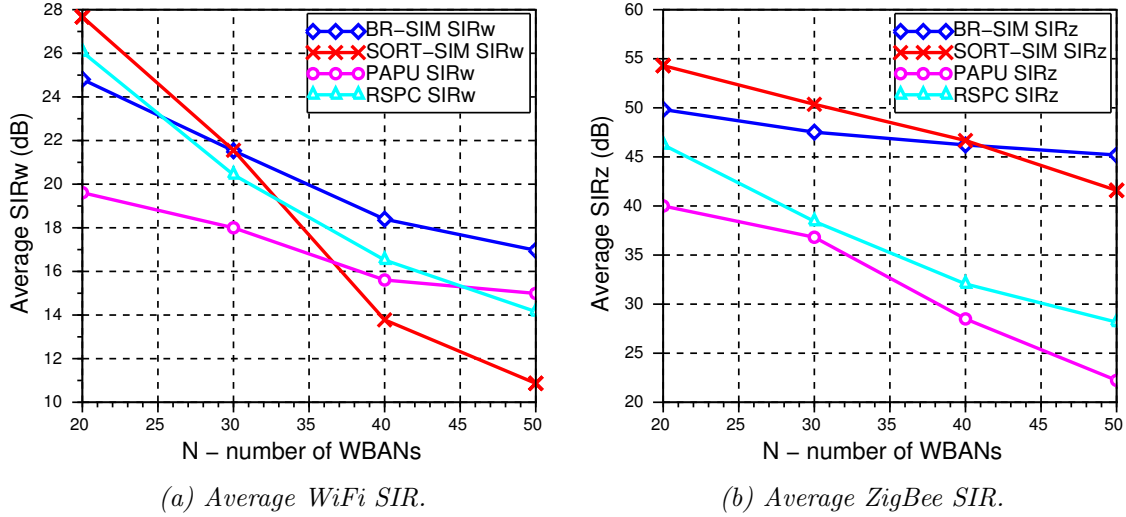 28
26
24
22
20
18
16
14
12
10
Average SIRw (dB)
BR−SIM SIRw
SORT−SIM SIRw
PAPU SIRw
RSPC SIRw
20 25 30 35 40 45 50
N − number of WBANs
(a) Average WiFi SIR.
60
55
50
45
40
35
30
25
20
Average SIRz (dB)
BR−SIM SIRz
SORT−SIM SIRz
PAPU SIRz
RSPC SIRz
20 25 30 35 40 45 50
N − number of WBANs
(b) Average ZigBee SIR.